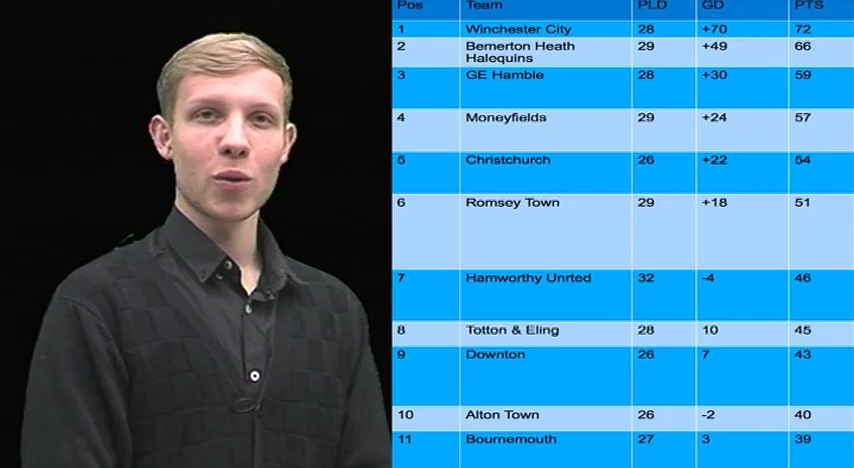 Pos Team PLD GD PTS
1 Winchester City 28 +70 72
2 Bemerton Heath 29 +49 66
Halequins
3 GE Hamble 28 +30 59
4 Moneyfields 29 +24 57
5 Christchurch 26 +22 54
6 Romsey Town 29 +18 51
7 Hamworthy Unrted 32 -4 46
8 Totton & Eling 28 10 45
9 Downton 26 7 43
10 Alton Town 26 -2 40
11 Bournemouth 27 3 39